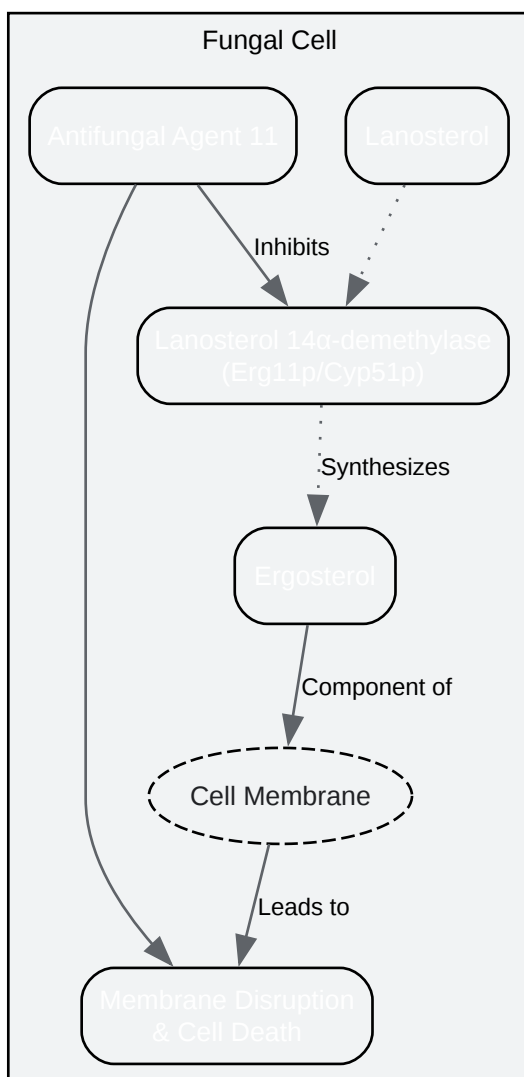 Fungal Cell
Antifungal Agent 11
Lanosterol
Inhibits
Lanosterol 14α-demethylase
(Erg11p/Cyp51p)
Synthesizes
Ergosterol
Component of
Cell Membrane
Leads to
Membrane Disruption
& Cell Death